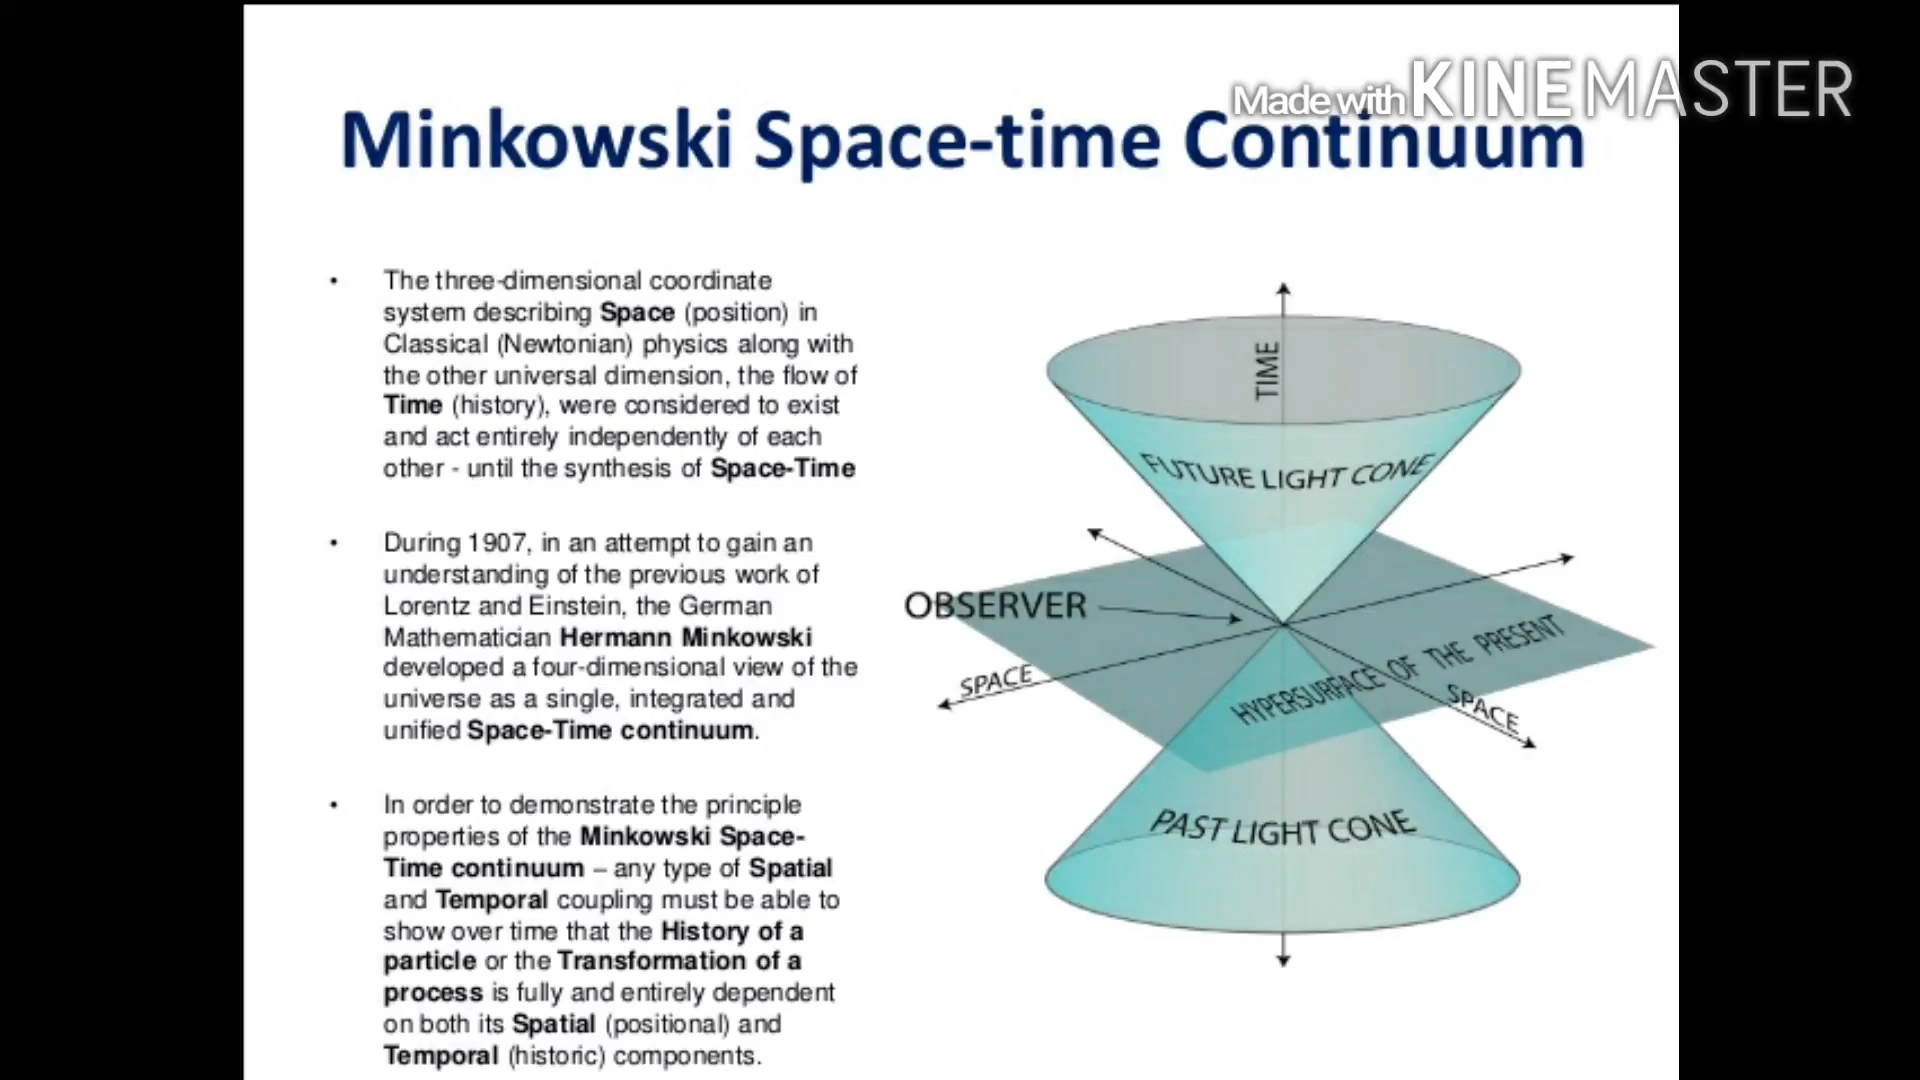 Made with KINEMASTER
Minkowski Space-time Continuum
• The three-dimensional coordinate
system describing Space (position) in
Classical (Newtonian) physics along with
the other universal dimension, the flow of
Time (history), were considered to exist
and act entirely independently of each
other - until the synthesis of Space-Time
• During 1907, in an attempt to gain an
understanding of the previous work of
Lorentz and Einstein, the German
Mathematician Hermann Minkowski
developed a four-dimensional view of the
universe as a single, integrated and
unified Space-Time continuum.
• In order to demonstrate the principle
properties of the Minkowski Space-
Time continuum – any type of Spatial
and Temporal coupling must be able to
show over time that the History of a
particle or the Transformation of a
process is fully and entirely dependent
on both its Spatial (positional) and
Temporal (historic) components.
TIME
FUTURE LIGHT CONE
OBSERVER
SPACE
HYPERSURFACE OF THE PRESENT
SPACE
PAST LIGHT CONE